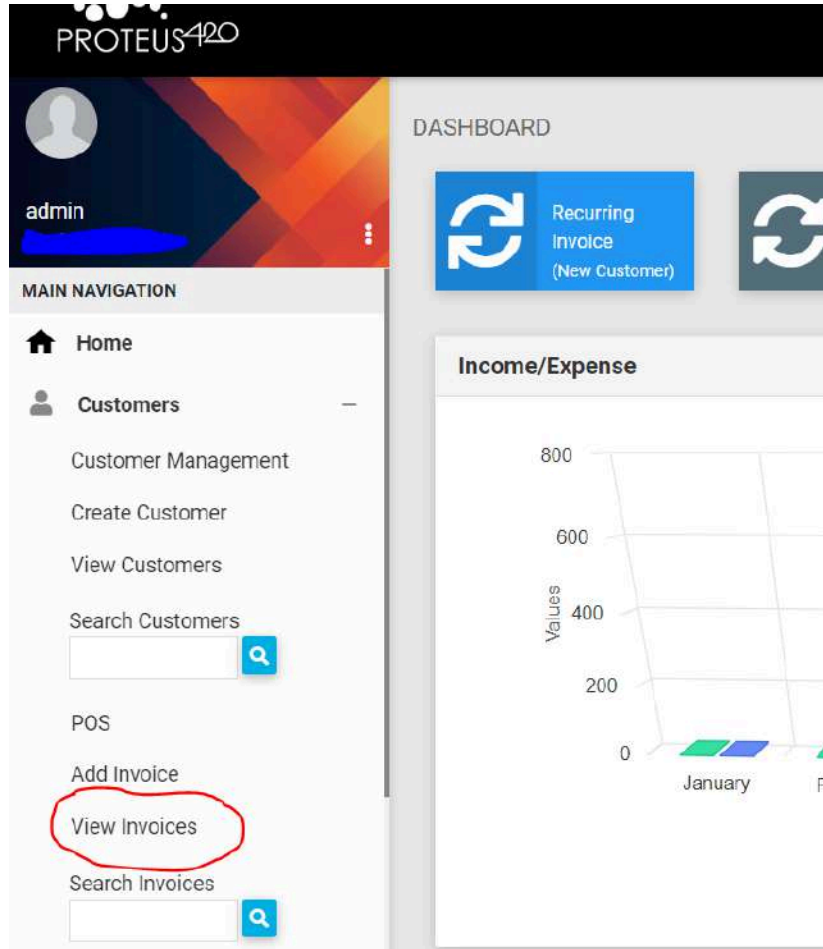 PROTEUS420
admin
MAIN NAVIGATION
Home
Customers
Customer Management
Create Customer
View Customers
Search Customers
POS
Add Invoice
View Invoices
Search Invoices
DASHBOARD
Recurring
Invoice
(New Customer)
Income/Expense
Values
800
600
400
200
0
January
F